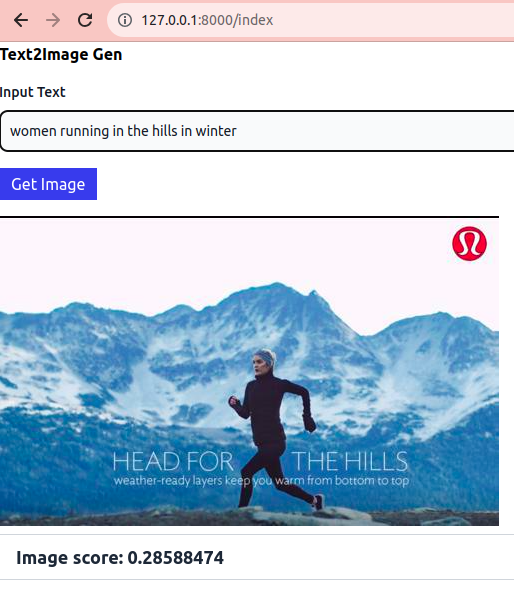 127.0.0.1:8000/index
Text2Image Gen
Input Text
women running in the hills in winter
Get Image
HEAD FOR THE HILLS
weather-ready layers keep you warm from bottom to top
Image score: 0.28588474